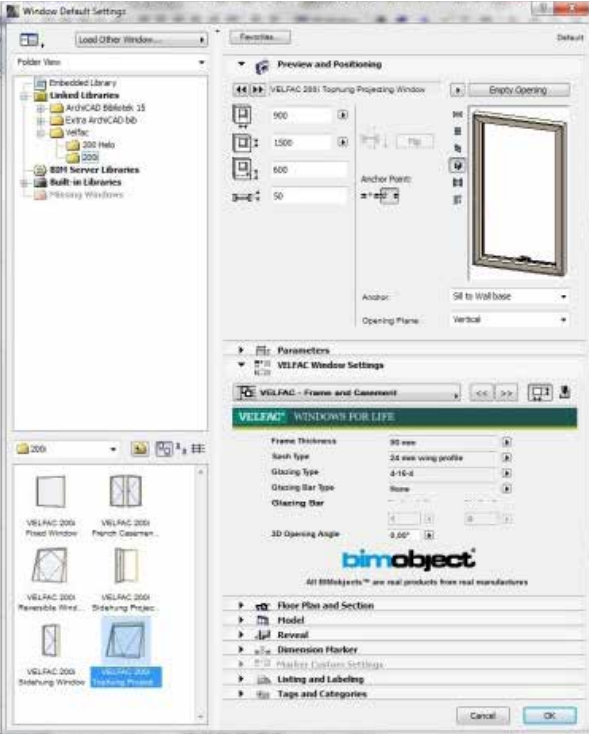 Window Default Settings
Load Other Window...
Folder View
Embedded Library
Linked Libraries
ArchiCAD Bibliotek 15
Extra ArchiCAD bib
Velfac
200 Helo
200i
BIM Server Libraries
Built-in Libraries
Missing Windows
200i
VELFAC 200i Fixed Window
VELFAC 200i French Casemen...
VELFAC 200i Reversible Wind...
VELFAC 200i Sidehung Projec...
VELFAC 200i Sidehung Window
VELFAC 200i Tophung Project...
Favorites...
Default
Preview and Positioning
VELFAC 200i Tophung Projecting Window
Empty Opening
900
1500
600
50
Flip
Anchor Point:
Anchor:
Sill to Wall base
Opening Plane:
Vertical
Parameters
VELFAC Window Settings
VELFAC - Frame and Casement
<< >>
VELFAC® WINDOWS FOR LIFE
Frame Thickness
Sash Type
24 mm wing profile
Glazing Type
4-16-4
Glazing Bar Type
None
Glazing Bar
2D Opening Angle
0,00°
bimobject
All BIMobjects™ are real products from real manufactures
Floor Plan and Section
Model
Reveal
Dimension Marker
Marker Custom Settings
Listing and Labeling
Tags and Categories
Cancel
OK